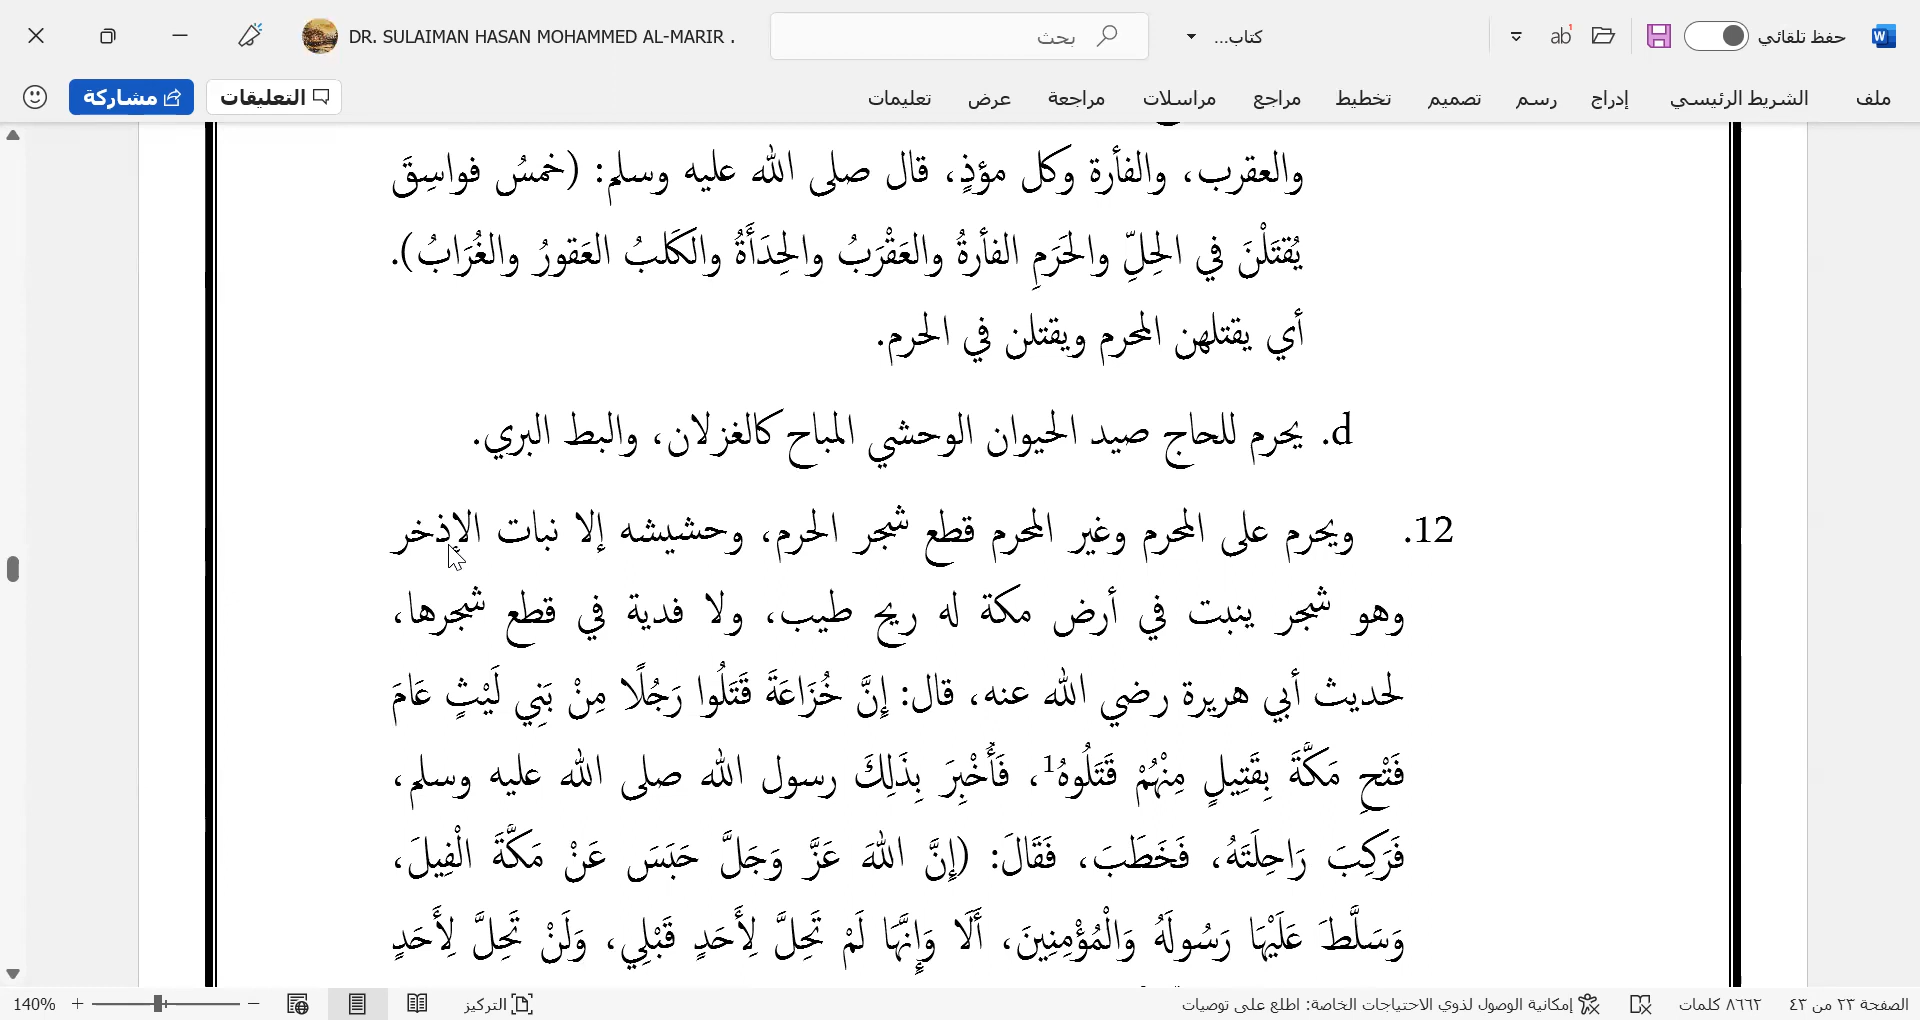 حفظ تلقائي
كتاب...
بحث
DR. SULAIMAN HASAN MOHAMMED AL-MARIR .
ملف
الشريط الرئيسي
إدراج
رسم
تصميم
تخطيط
مراجع
مراسلات
مراجعة
عرض
تعليمات
التعليقات
مشاركة
والعقرب، والفأرة وكل مؤذٍ، قال صلى الله عليه وسلم: (خمسُ فواسِقَ
يُقتَلْنَ في الحِلِّ والحَرَمِ الفأرةُ والعَقْرَبُ والحِدَأَةُ والكَلبُ العَقورُ والغُرَابُ).
أي يقتلهن المحرم ويقتلن في الحرم.
d. يحرم للحاج صيد الحيوان الوحشي المباح كالغزلان، والبط البري.
12. ويحرم على المحرم وغير المحرم قطع شجر الحرم، وحشيشه إلا نبات الإذخر
وهو شجر ينبت في أرض مكة له ريح طيب، ولا فدية في قطع شجرها،
لحديث أبي هريرة رضي الله عنه، قال: إِنَّ خُزَاعَةَ قَتَلُوا رَجُلًا مِنْ بَنِي لَيْثٍ عَامَ
فَتْحِ مَكَّةَ بِقَتِيلٍ مِنْهُمْ قَتَلُوهُ1، فَأُخْبِرَ بِذَلِكَ رسول الله صلى الله عليه وسلم،
فَرَكِبَ رَاحِلَتَهُ، فَخَطَبَ، فَقَالَ: (إِنَّ اللهَ عَزَّ وَجَلَّ حَبَسَ عَنْ مَكَّةَ الْفِيلَ،
وَسَلَّطَ عَلَيْهَا رَسُولَهُ وَالْمُؤْمِنِينَ، أَلَا وَإِنَّهَا لَمْ تَحِلَّ لِأَحَدٍ قَبْلِي، وَلَنْ تَحِلَّ لِأَحَدٍ
الصفحة ٢٣ من ٤٣
٨٦٦٢ كلمات
إمكانية الوصول لذوي الاحتياجات الخاصة: اطلع على توصيات
التركيز
140%